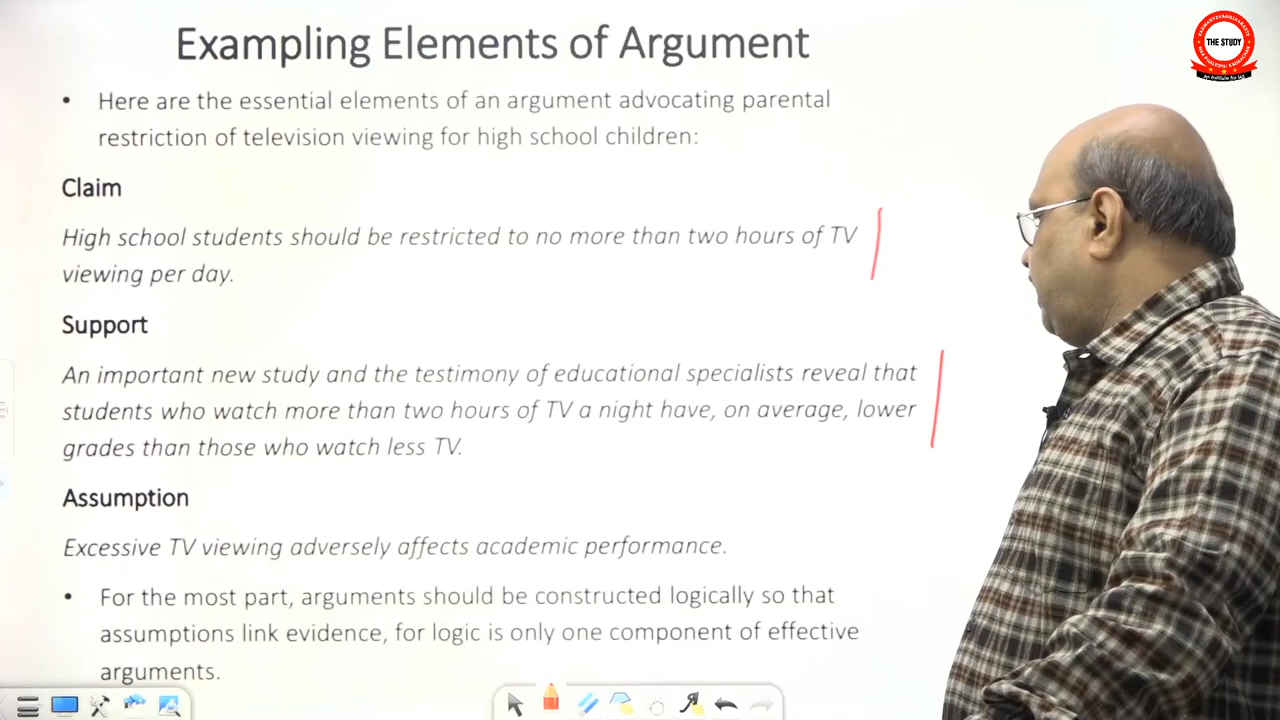 Exampling Elements of Argument
• Here are the essential elements of an argument advocating parental
restriction of television viewing for high school children:
Claim
High school students should be restricted to no more than two hours of TV
viewing per day.
Support
An important new study and the testimony of educational specialists reveal that
students who watch more than two hours of TV a night have, on average, lower
grades than those who watch less TV.
Assumption
Excessive TV viewing adversely affects academic performance.
• For the most part, arguments should be constructed logically so that
assumptions link evidence, for logic is only one component of effective
arguments.
THE STUDY
An Institute for IAS